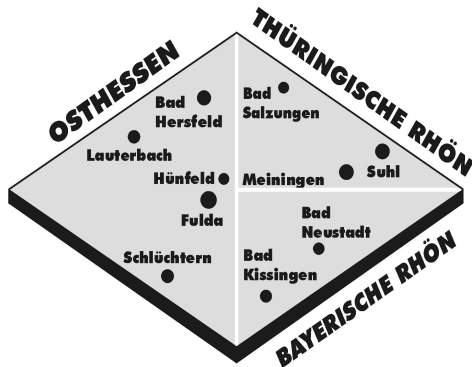 OSTHESSEN
THÜRINGISCHE RHÖN
BAYERISCHE RHÖN
Bad
Hersfeld
Lauterbach
Hünfeld
Fulda
Schlüchtern
Bad
Salzungen
Meiningen
Suhl
Bad
Neustadt
Bad
Kissingen